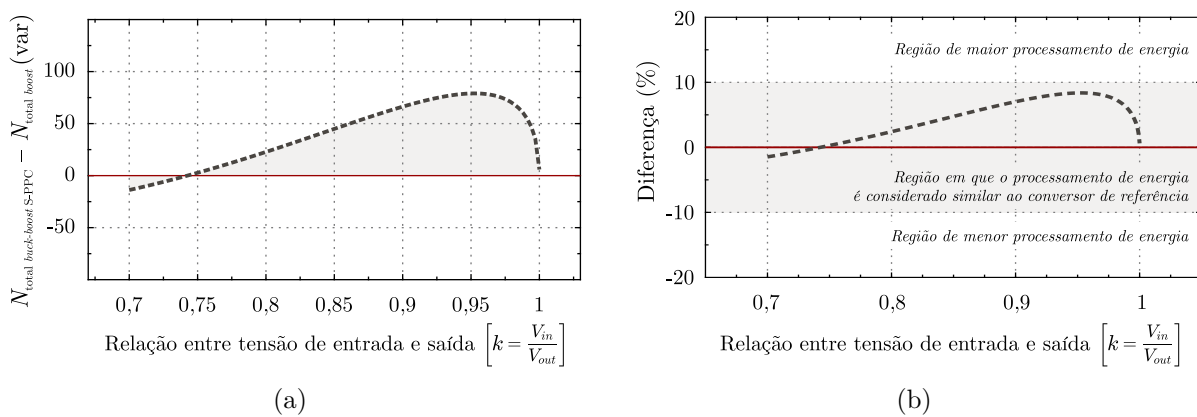 N total buck-boost S-PPC − N total boost (var)
100
50
0
-50
0,7 0,75 0,8 0,85 0,9 0,95 1
Relação entre tensão de entrada e saída [k = V_in/V_out]
(a)
Diferença (%)
20
10
0
-10
-20
Região de maior processamento de energia
Região em que o processamento de energia
é considerado similar ao conversor de referência
Região de menor processamento de energia
0,7 0,8 0,9 1
Relação entre tensão de entrada e saída [k = V_in/V_out]
(b)